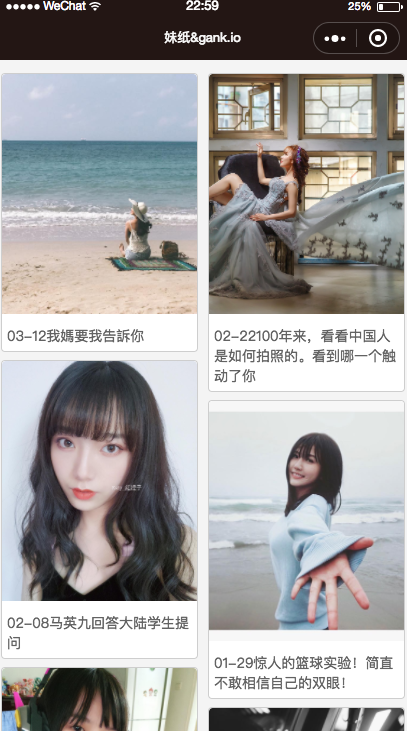 WeChat 22:59 25%
妹纸&gank.io
03-12我媽要我告訴你
02-22100年来，看看中国人
是如何拍照的。看到哪一个触
动了你
02-08马英九回答大陆学生提
问
01-29惊人的篮球实验！简直
不敢相信自己的双眼！